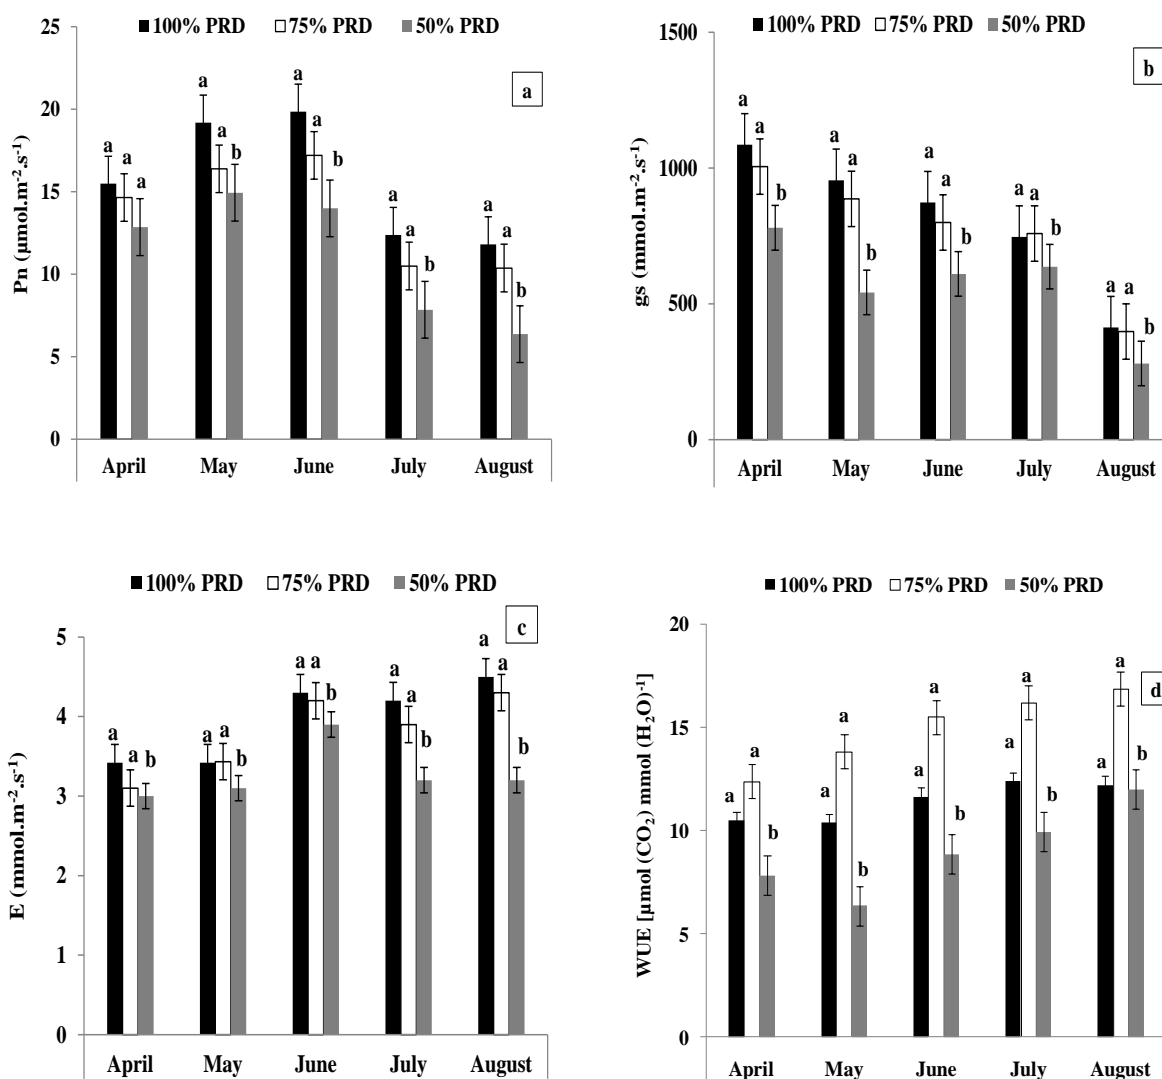 100% PRD 75% PRD 50% PRD
a
Pn (µmol.m⁻².s⁻¹)
25
20
15
10
5
0
a a a
a a b
a a b
a a b
a a b
April May June July August
100% PRD 75% PRD 50% PRD
b
gs (mmol.m⁻².s⁻¹)
1500
1000
500
0
a a b
a a b
a a b
a a b
a a b
April May June July August
100% PRD 75% PRD 50% PRD
c
E (mmol.m⁻².s⁻¹)
5
4
3
2
1
0
a a b
a a b
a a b
a a b
a a b
April May June July August
100% PRD 75% PRD 50% PRD
d
WUE [µmol (CO₂) mmol (H₂O)⁻¹]
20
15
10
5
0
a a b
a a b
a a b
a a b
a a b
April May June July August